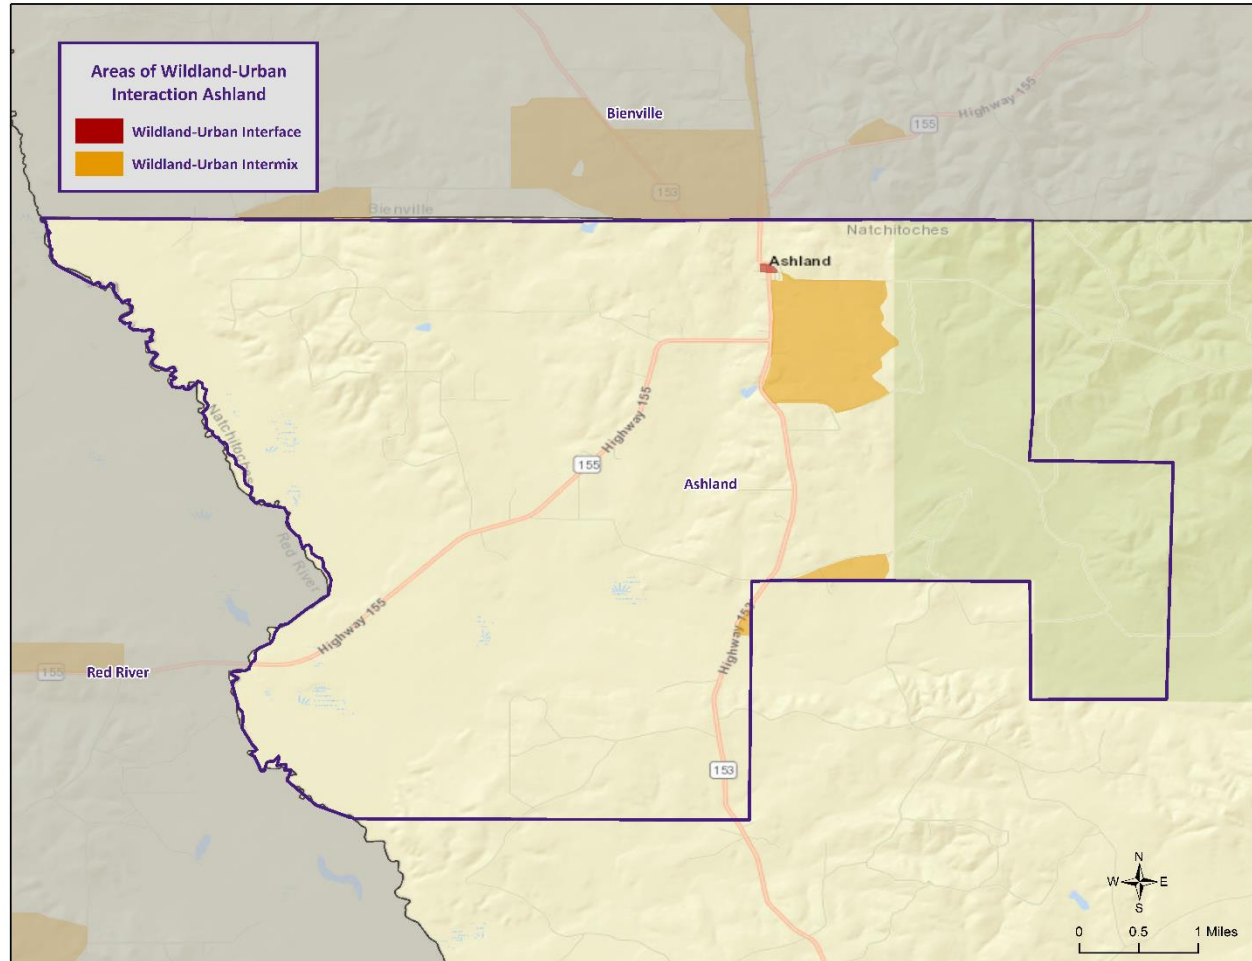 Areas of Wildland-Urban
Interaction Ashland
Wildland-Urban Interface
Wildland-Urban Intermix
Bienville
Highway 155
155
153
Bienville
Natchitoches
Ashland
Highway 155
155
Ashland
Natchitoches
Red River
Highway 155
Highway 153
155
Red River
153
N
W
E
S
0 0.5 1 Miles